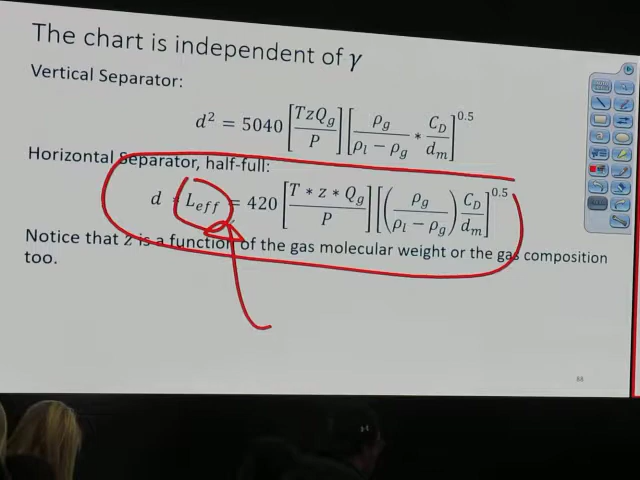 The chart is independent of γ
Vertical Separator:
d² = 5040 [TzQg / P] [ρg / (ρl − ρg) * CD / dm]^0.5
Horizontal Separator, half-full:
d * Leff = 420 [T * z * Qg / P] [(ρg / (ρl − ρg)) CD / dm]^0.5
Notice that z is a function of the gas molecular weight or the gas composition
too.
88